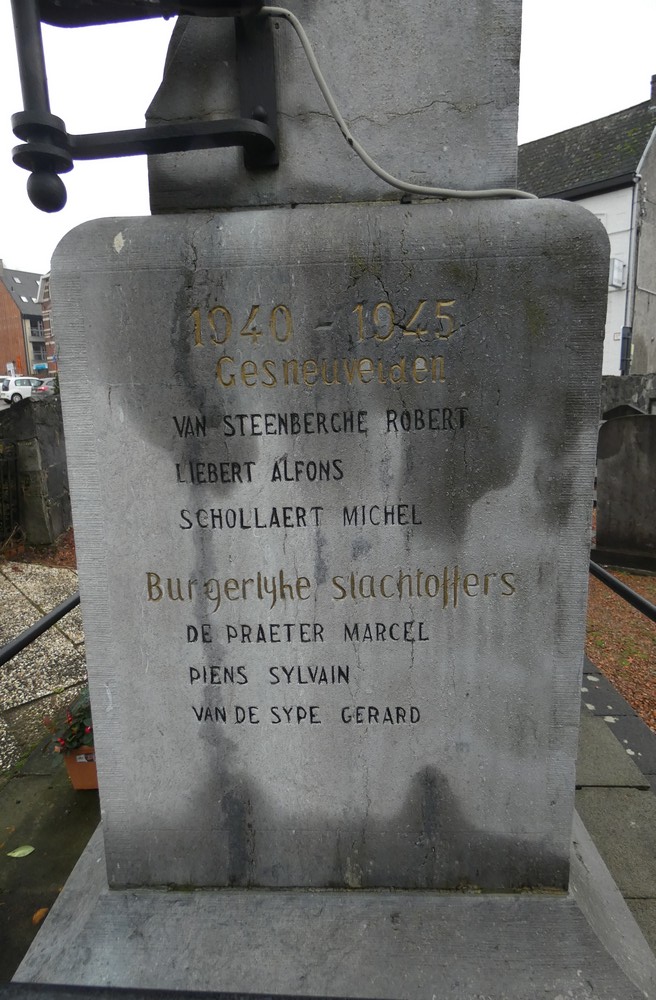 1940 - 1945
Gesneuvelden
VAN STEENBERCHE ROBERT
LIEBERT ALFONS
SCHOLLAERT MICHEL
Burgerlyke slachtoffers
DE PRAETER MARCEL
PIENS SYLVAIN
VAN DE SYPE GERARD